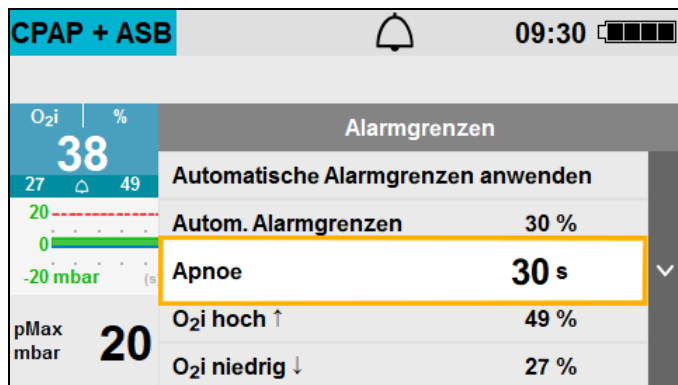 CPAP + ASB 09:30
O₂i %
38
27 49
Alarmgrenzen
Automatische Alarmgrenzen anwenden
Autom. Alarmgrenzen 30 %
Apnoe 30 s
O₂i hoch ↑ 49 %
O₂i niedrig ↓ 27 %
20
0
-20 mbar (s
pMax
mbar 20